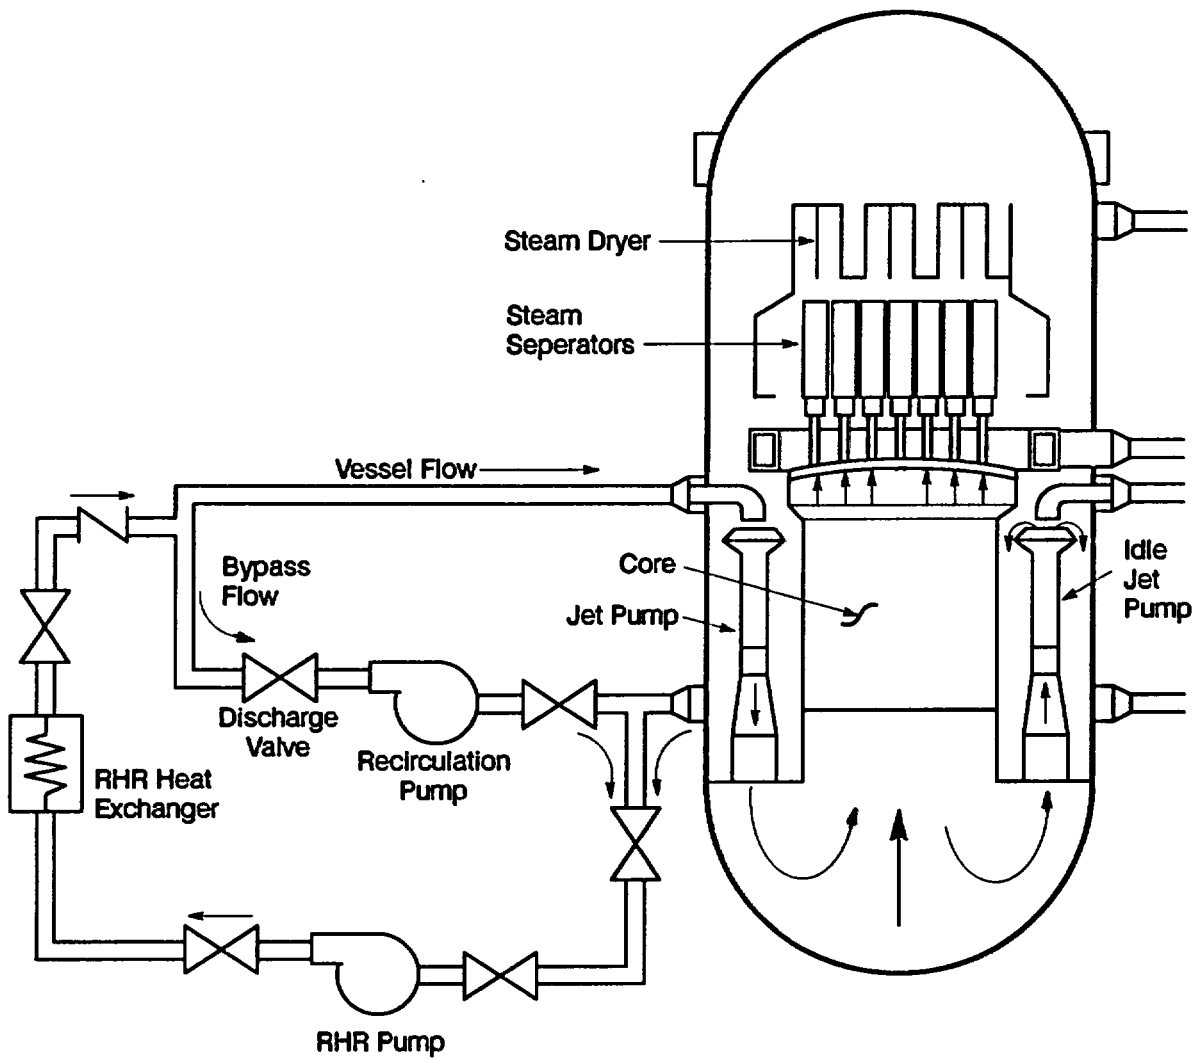 Steam Dryer
Steam
Seperators
Vessel Flow
Bypass
Flow
Core
Jet Pump
Idle
Jet
Pump
Discharge
Valve
Recirculation
Pump
RHR Heat
Exchanger
RHR Pump